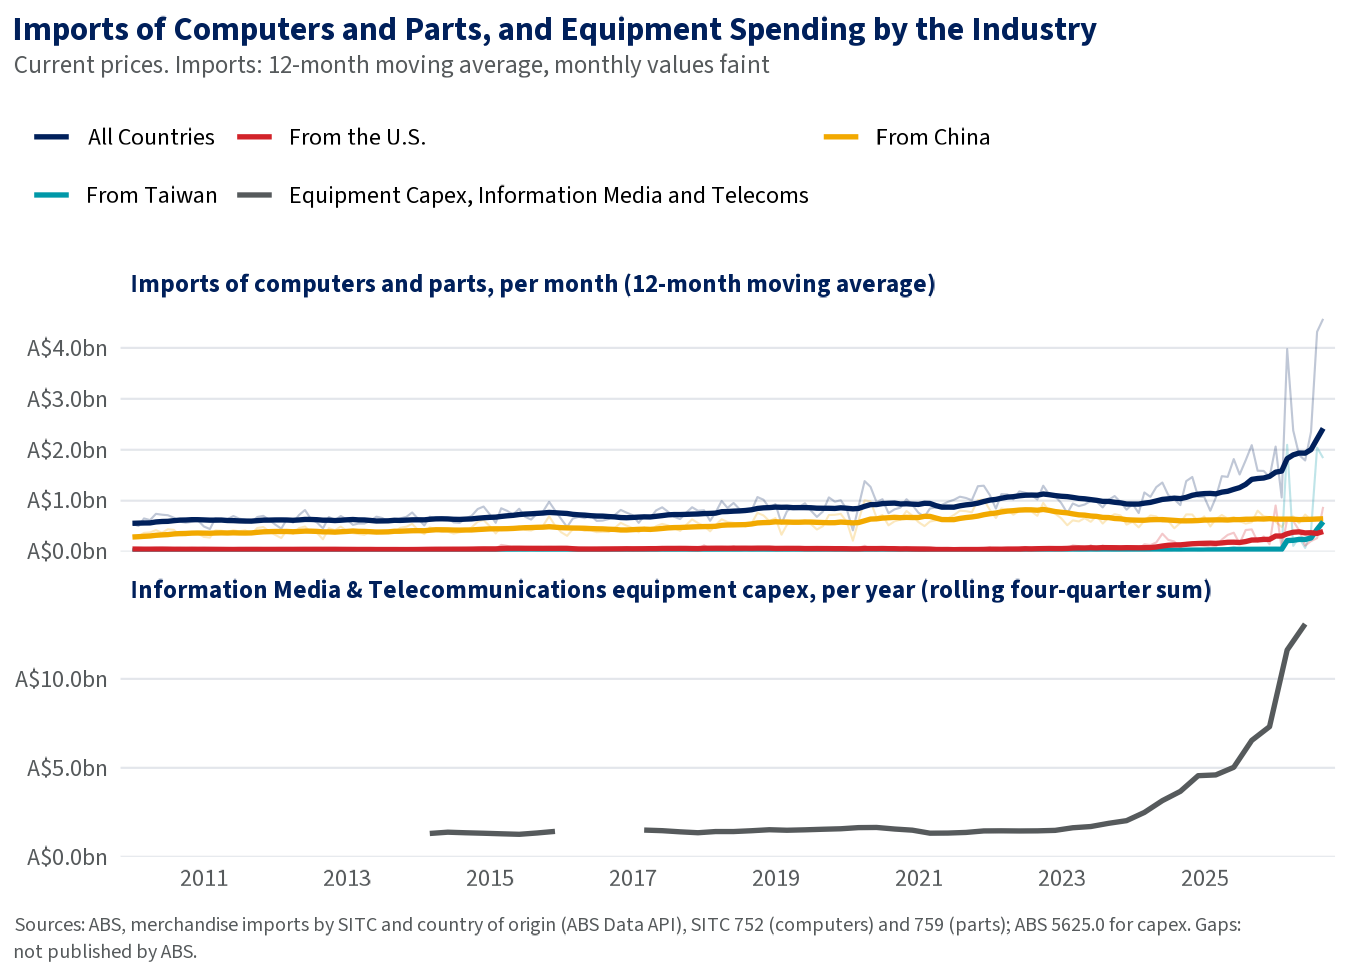 Imports of Computers and Parts, and Equipment Spending by the Industry
Current prices. Imports: 12-month moving average, monthly values faint
All Countries
From the U.S.
From China
From Taiwan
Equipment Capex, Information Media and Telecoms
Imports of computers and parts, per month (12-month moving average)
A$4.0bn
A$3.0bn
A$2.0bn
A$1.0bn
A$0.0bn
Information Media & Telecommunications equipment capex, per year (rolling four-quarter sum)
A$10.0bn
A$5.0bn
A$0.0bn
2011 2013 2015 2017 2019 2021 2023 2025
Sources: ABS, merchandise imports by SITC and country of origin (ABS Data API), SITC 752 (computers) and 759 (parts); ABS 5625.0 for capex. Gaps:
not published by ABS.